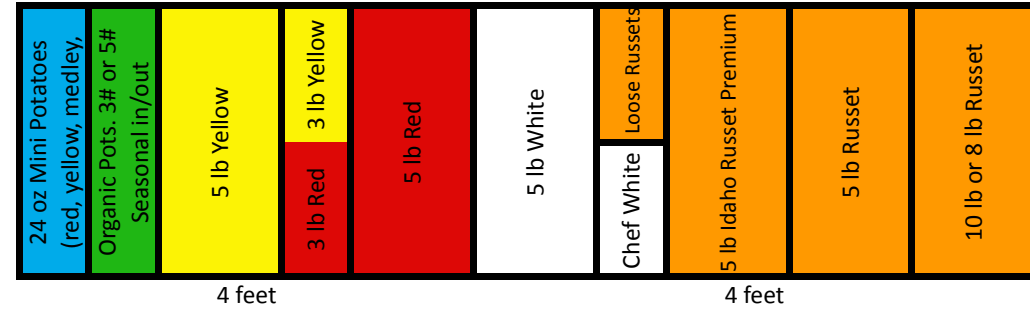 24 oz Mini Potatoes
(red, yellow, medley,
Organic Pots. 3# or 5#
Seasonal in/out
5 lb Yellow
3 lb Yellow
3 lb Red
5 lb Red
5 lb White
Loose Russets
Chef White
5 lb Idaho Russet Premium
5 lb Russet
10 lb or 8 lb Russet
4 feet
4 feet